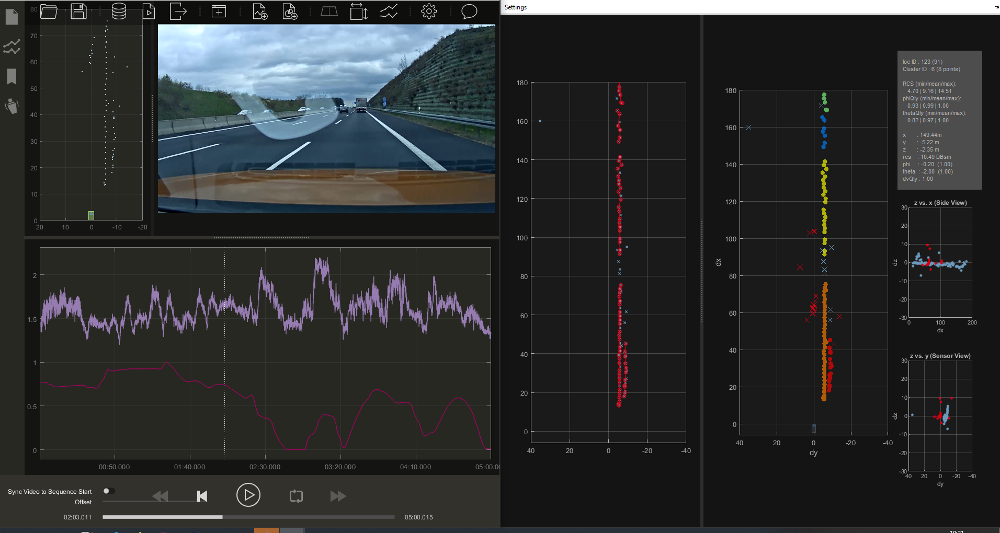 Settings
80
70
60
50
40
30
20
10
0
20 10 0 -10 -20
2
1.5
1
0.5
0
00:50.000 01:40.000 02:30.000 03:20.000 04:10.000 05:00.0
Sync Video to Sequence Start
Offset
02:03.011 05:00.015
180
160
140
120
100
80
60
40
20
0
40 20 0 -20 -40
180
160
140
120
100
80
60
40
20
0
dx
40 20 0 -20 -40
dy
loc ID : 123 (91)
Cluster ID : 6 (8 points)
RCS (min/mean/max):
4.70 | 9.16 | 14.51
phiQly (min/mean/max):
0.93 | 0.99 | 1.00
thetaQly (min/mean/max):
0.82 | 0.97 | 1.00
x : 149.44m
y : -5.22 m
z : -2.35 m
rcs : 10.49 DBsm
phi : -0.20 (1.00)
theta : -2.00 (1.00)
dvQly : 1.00
z vs. x (Side View)
30
20
10
0
-10
-20
-30
dz
0 100 200
dx
z vs. y (Sensor View)
30
20
10
0
-10
-20
-30
dz
40 20 0 -20 -40
dy